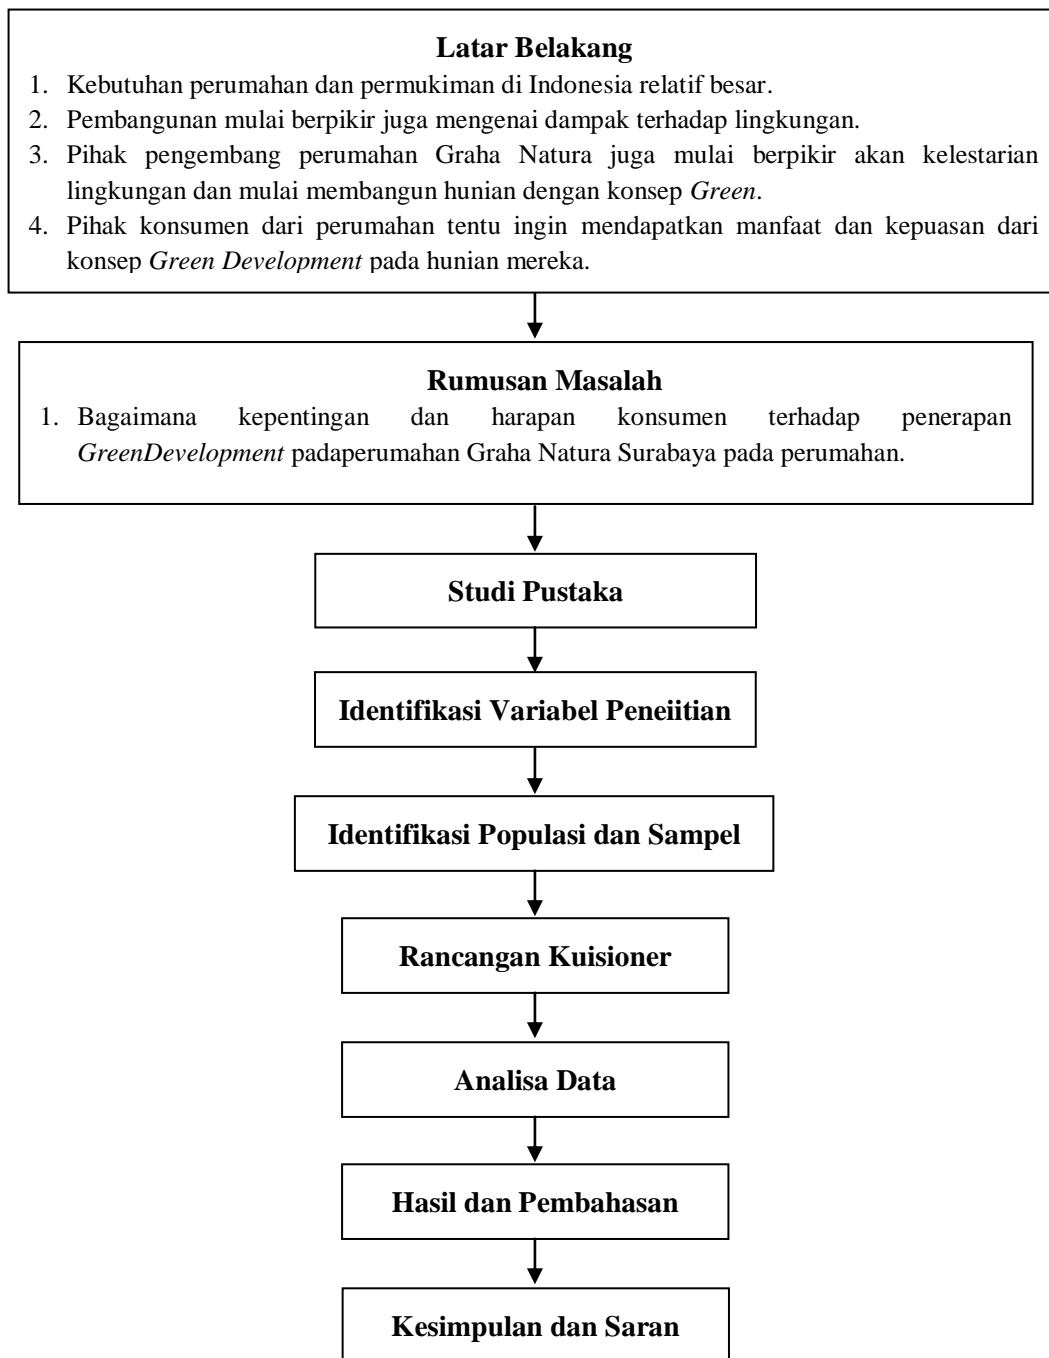 Latar Belakang
1. Kebutuhan perumahan dan permukiman di Indonesia relatif besar.
2. Pembangunan mulai berpikir juga mengenai dampak terhadap lingkungan.
3. Pihak pengembang perumahan Graha Natura juga mulai berpikir akan kelestarian
lingkungan dan mulai membangun hunian dengan konsep Green.
4. Pihak konsumen dari perumahan tentu ingin mendapatkan manfaat dan kepuasan dari
konsep Green Development pada hunian mereka.
Rumusan Masalah
1. Bagaimana kepentingan dan harapan konsumen terhadap penerapan
GreenDevelopment padaperumahan Graha Natura Surabaya pada perumahan.
Studi Pustaka
Identifikasi Variabel Peneiitian
Identifikasi Populasi dan Sampel
Rancangan Kuisioner
Analisa Data
Hasil dan Pembahasan
Kesimpulan dan Saran